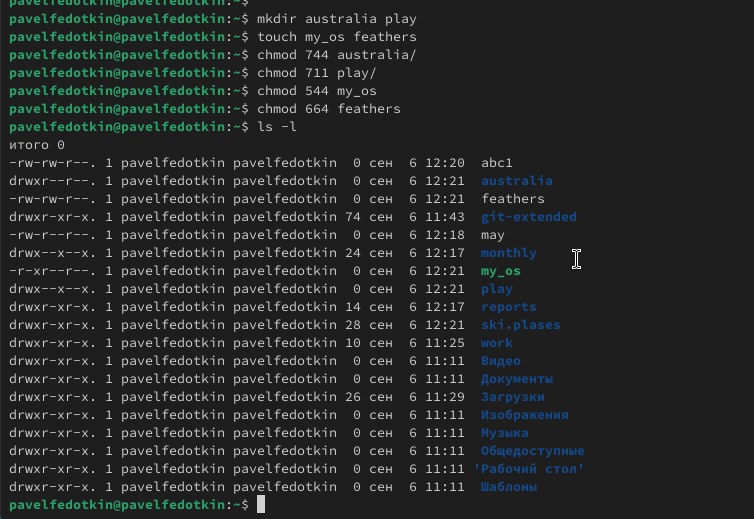 pavelfedotkin@pavelfedotkin:~$
pavelfedotkin@pavelfedotkin:~$ mkdir australia play
pavelfedotkin@pavelfedotkin:~$ touch my_os feathers
pavelfedotkin@pavelfedotkin:~$ chmod 744 australia/
pavelfedotkin@pavelfedotkin:~$ chmod 711 play/
pavelfedotkin@pavelfedotkin:~$ chmod 544 my_os
pavelfedotkin@pavelfedotkin:~$ chmod 664 feathers
pavelfedotkin@pavelfedotkin:~$ ls -l
итого 0
-rw-rw-r--. 1 pavelfedotkin pavelfedotkin  0 сен  6 12:20  abc1
drwxr--r--. 1 pavelfedotkin pavelfedotkin  0 сен  6 12:21  australia
-rw-rw-r--. 1 pavelfedotkin pavelfedotkin  0 сен  6 12:21  feathers
drwxr-xr-x. 1 pavelfedotkin pavelfedotkin 74 сен  6 11:43  git-extended
-rw-r--r--. 1 pavelfedotkin pavelfedotkin  0 сен  6 12:18  may
drwx--x--x. 1 pavelfedotkin pavelfedotkin 24 сен  6 12:17  monthly
-r-xr--r--. 1 pavelfedotkin pavelfedotkin  0 сен  6 12:21  my_os
drwx--x--x. 1 pavelfedotkin pavelfedotkin  0 сен  6 12:21  play
drwxr-xr-x. 1 pavelfedotkin pavelfedotkin 14 сен  6 12:17  reports
drwxr-xr-x. 1 pavelfedotkin pavelfedotkin 28 сен  6 12:21  ski.plases
drwxr-xr-x. 1 pavelfedotkin pavelfedotkin 10 сен  6 11:25  work
drwxr-xr-x. 1 pavelfedotkin pavelfedotkin  0 сен  6 11:11  Видео
drwxr-xr-x. 1 pavelfedotkin pavelfedotkin  0 сен  6 11:11  Документы
drwxr-xr-x. 1 pavelfedotkin pavelfedotkin 26 сен  6 11:29  Загрузки
drwxr-xr-x. 1 pavelfedotkin pavelfedotkin  0 сен  6 11:11  Изображения
drwxr-xr-x. 1 pavelfedotkin pavelfedotkin  0 сен  6 11:11  Музыка
drwxr-xr-x. 1 pavelfedotkin pavelfedotkin  0 сен  6 11:11  Общедоступные
drwxr-xr-x. 1 pavelfedotkin pavelfedotkin  0 сен  6 11:11 'Рабочий стол'
drwxr-xr-x. 1 pavelfedotkin pavelfedotkin  0 сен  6 11:11  Шаблоны
pavelfedotkin@pavelfedotkin:~$